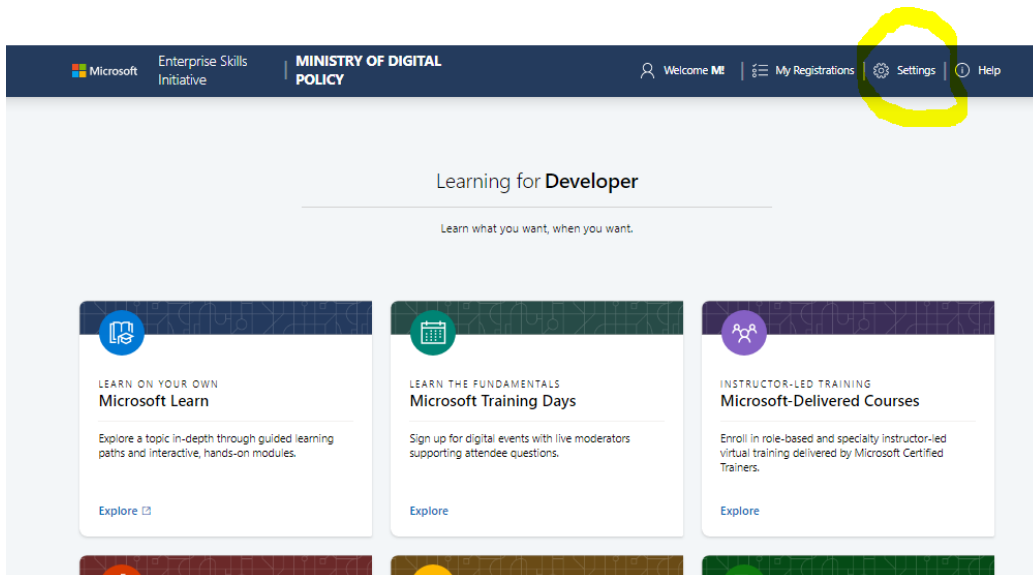 Microsoft
Enterprise Skills
Initiative
MINISTRY OF DIGITAL
POLICY
Welcome M!
My Registrations
Settings
Help
Learning for Developer
Learn what you want, when you want.
LEARN ON YOUR OWN
Microsoft Learn
Explore a topic in-depth through guided learning
paths and interactive, hands-on modules.
Explore
LEARN THE FUNDAMENTALS
Microsoft Training Days
Sign up for digital events with live moderators
supporting attendee questions.
Explore
INSTRUCTOR-LED TRAINING
Microsoft-Delivered Courses
Enroll in role-based and specialty instructor-led
virtual training delivered by Microsoft Certified
Trainers.
Explore